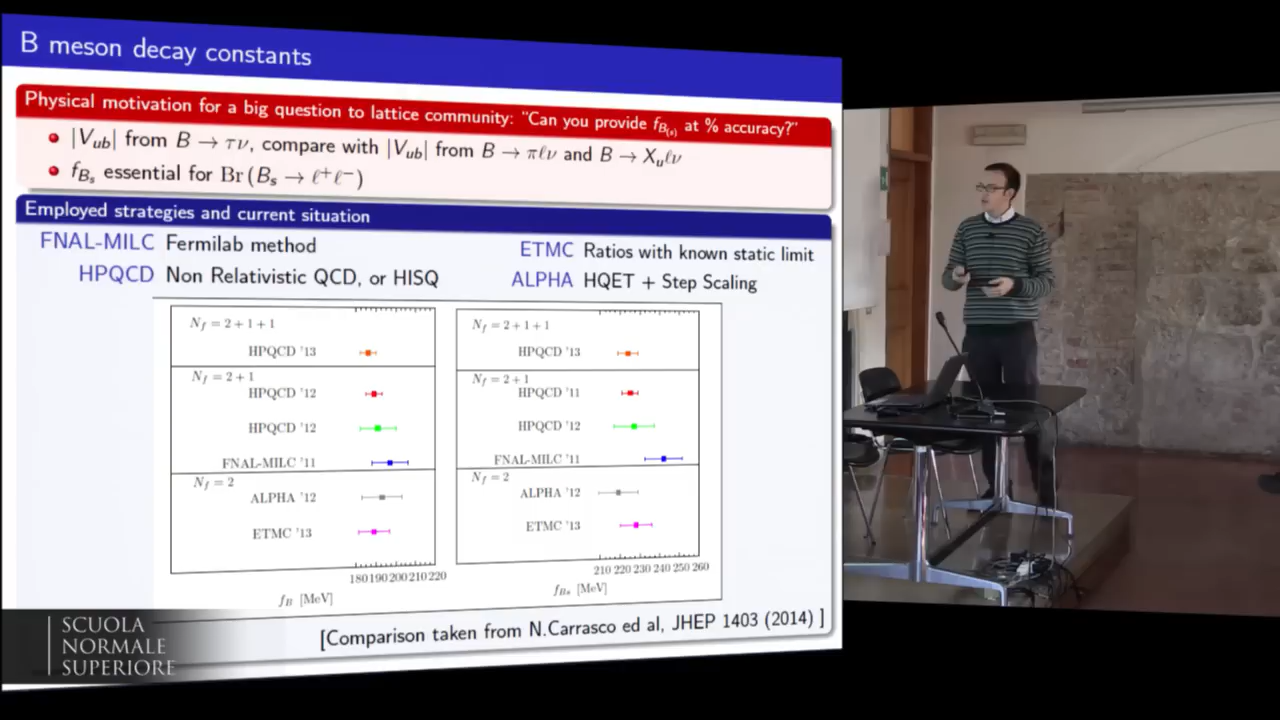 B meson decay constants
Physical motivation for a big question to lattice community: "Can you provide f_{B_{(s)}} at % accuracy?"
|V_{ub}| from B → τν, compare with |V_{ub}| from B → πℓν and B → X_uℓν
f_{B_s} essential for Br (B_s → ℓ⁺ℓ⁻)
Employed strategies and current situation
FNAL-MILC Fermilab method
HPQCD Non Relativistic QCD, or HISQ
ETMC Ratios with known static limit
ALPHA HQET + Step Scaling
N_f = 2 + 1 + 1
HPQCD '13
N_f = 2 + 1
HPQCD '12
HPQCD '12
FNAL-MILC '11
N_f = 2
ALPHA '12
ETMC '13
180 190 200 210 220
f_B [MeV]
N_f = 2 + 1 + 1
HPQCD '13
N_f = 2 + 1
HPQCD '11
HPQCD '12
FNAL-MILC '11
N_f = 2
ALPHA '12
ETMC '13
210 220 230 240 250 260
f_{B_s} [MeV]
[Comparison taken from N.Carrasco ed al, JHEP 1403 (2014) ]
SCUOLA
NORMALE
SUPERIORE